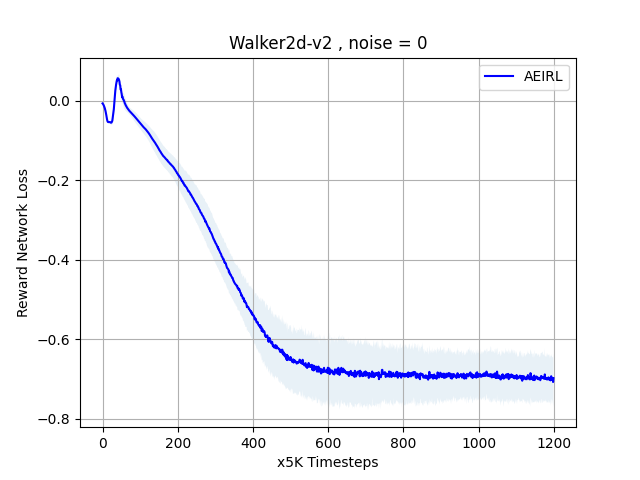 Walker2d-v2 , noise = 0
AEIRL
Reward Network Loss
0.0
−0.2
−0.4
−0.6
−0.8
0 200 400 600 800 1000 1200
x5K Timesteps